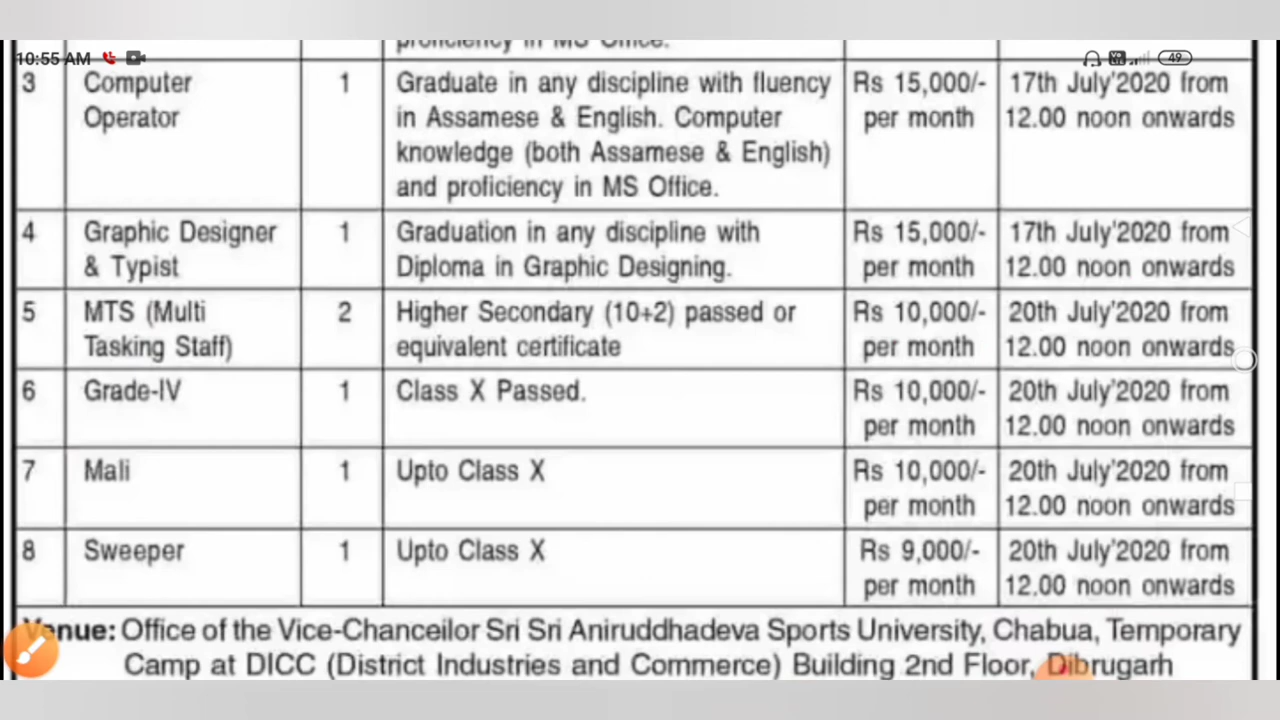 proficiency in MS Office.
10:55 AM
49
3 Computer 1 Graduate in any discipline with fluency Rs 15,000/- 17th July'2020 from
Operator in Assamese & English. Computer per month 12.00 noon onwards
knowledge (both Assamese & English)
and proficiency in MS Office.
4 Graphic Designer 1 Graduation in any discipline with Rs 15,000/- 17th July'2020 from
& Typist Diploma in Graphic Designing. per month 12.00 noon onwards
5 MTS (Multi 2 Higher Secondary (10+2) passed or Rs 10,000/- 20th July'2020 from
Tasking Staff) equivalent certificate per month 12.00 noon onwards
6 Grade-IV 1 Class X Passed. Rs 10,000/- 20th July'2020 from
per month 12.00 noon onwards
7 Mali 1 Upto Class X Rs 10,000/- 20th July'2020 from
per month 12.00 noon onwards
8 Sweeper 1 Upto Class X Rs 9,000/- 20th July'2020 from
per month 12.00 noon onwards
Venue: Office of the Vice-Chanceilor Sri Sri Aniruddhadeva Sports University, Chabua, Temporary
Camp at DICC (District Industries and Commerce) Building 2nd Floor, Dibrugarh